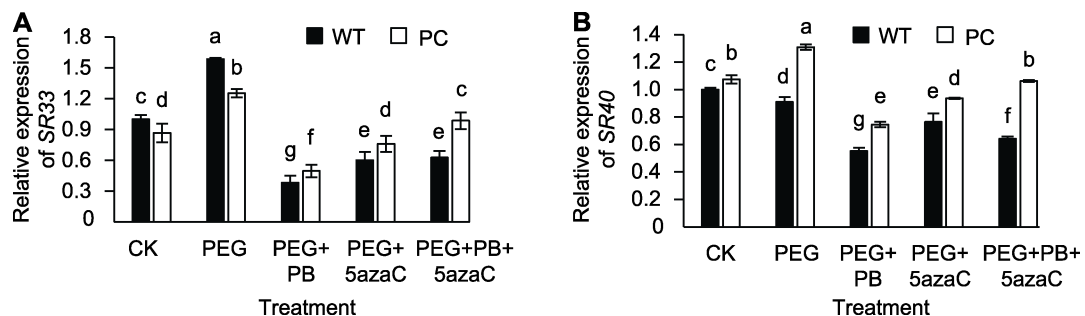 A
Relative expression
of SR33
1.8
1.5
1.2
0.9
0.6
0.3
0
WT
PC
c
d
a
b
g
f
e
d
e
c
CK
PEG
PEG+
PB
PEG+
5azaC
PEG+PB+
5azaC
Treatment
B
Relative expression
of SR40
1.4
1.2
1.0
0.8
0.6
0.4
0.2
0
WT
PC
c
b
d
a
g
e
e
d
f
b
CK
PEG
PEG+
PB
PEG+
5azaC
PEG+PB+
5azaC
Treatment